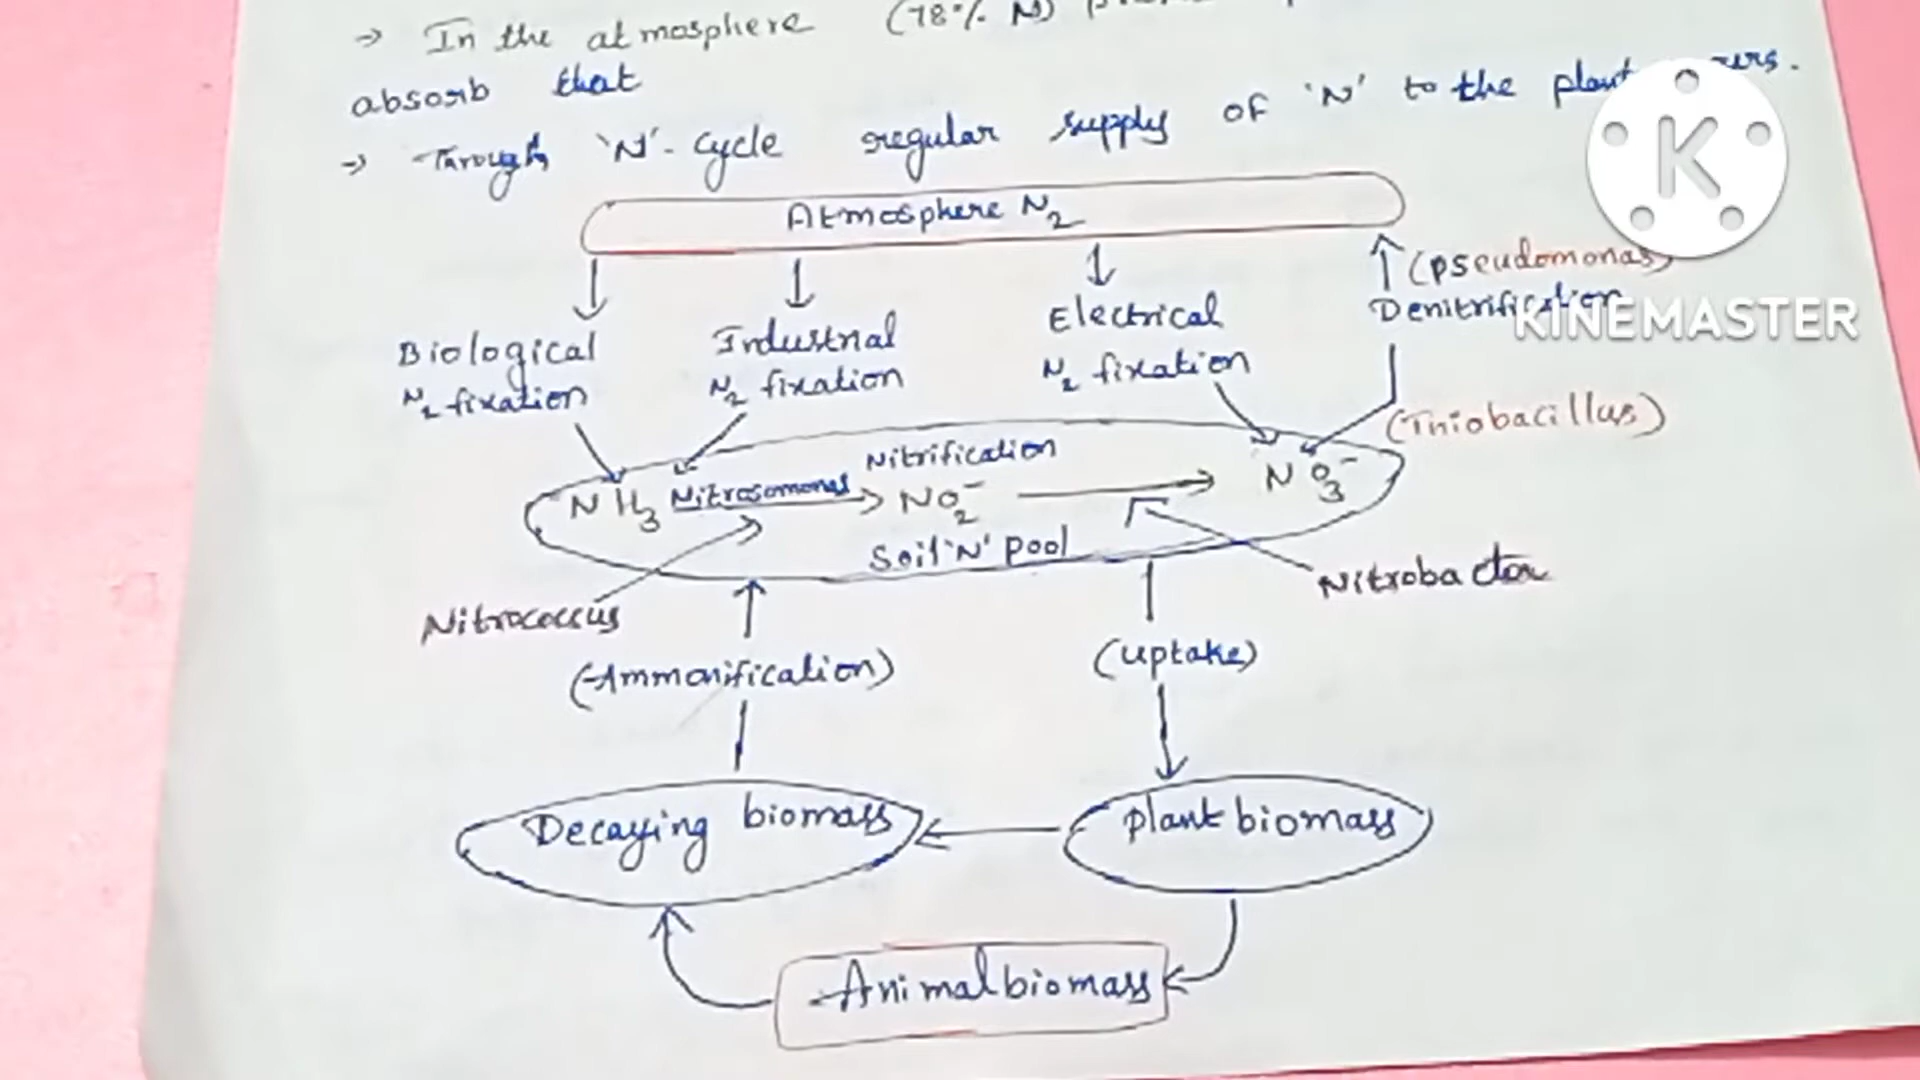 → In the atmosphere (78% N)
absorb that
→ Through 'N'- cycle regular supply of 'N' to the plant
Atmosphere N₂
(pseudomonas)
Denitrification
KINEMASTER
Biological
N₂ fixation
Industrial
N₂ fixation
Electrical
N₂ fixation
(Thiobacillus)
Nitrification
NH₃ Nitrosomonas NO₂⁻ NO₃⁻
Soil 'N' pool
Nitrococcus
Nitrobacter
(Ammonification)
(uptake)
Decaying biomass
plant biomass
Animal biomass
K